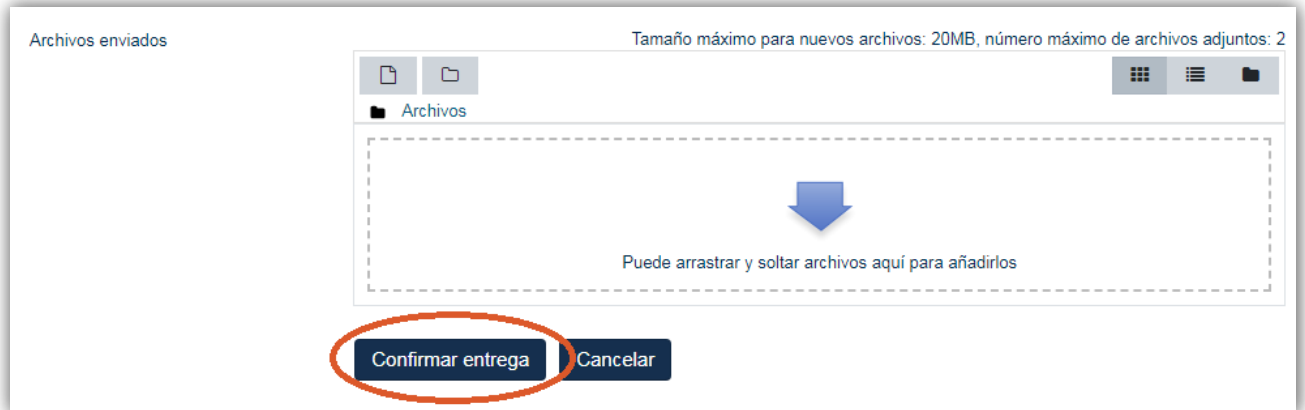 Archivos enviados
Tamaño máximo para nuevos archivos: 20MB, número máximo de archivos adjuntos: 2
Archivos
Puede arrastrar y soltar archivos aquí para añadirlos
Confirmar entrega Cancelar